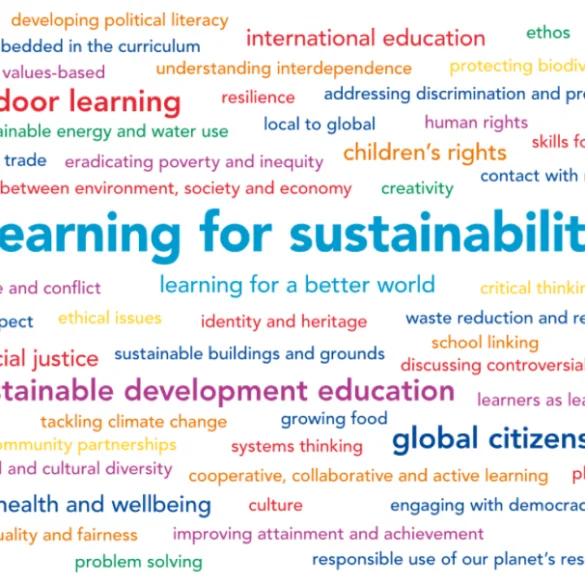 developing political literacy
ethos
bedded in the curriculum
international education
values-based
understanding interdependence
protecting biodiv
door learning
resilience
addressing discrimination and pre
ainable energy and water use
local to global
human rights
skills fo
trade
eradicating poverty and inequity
children's rights
contact with
between environment, society and economy
creativity
earning for sustainabilit
e and conflict
learning for a better world
critical thinkin
pect
ethical issues
identity and heritage
waste reduction and re
school linking
cial justice
sustainable buildings and grounds
discussing controversial
stainable development education
learners as lea
tackling climate change
growing food
ommunity partnerships
systems thinking
global citizens
l and cultural diversity
cooperative, collaborative and active learning
pl
health and wellbeing
culture
engaging with democrac
uality and fairness
improving attainment and achievement
problem solving
responsible use of our planet's res